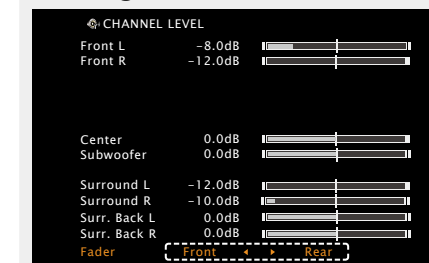 CHANNEL LEVEL
Front L -8.0dB
Front R -12.0dB
Center 0.0dB
Subwoofer 0.0dB
Surround L -12.0dB
Surround R -10.0dB
Surr. Back L 0.0dB
Surr. Back R 0.0dB
Fader Front Rear